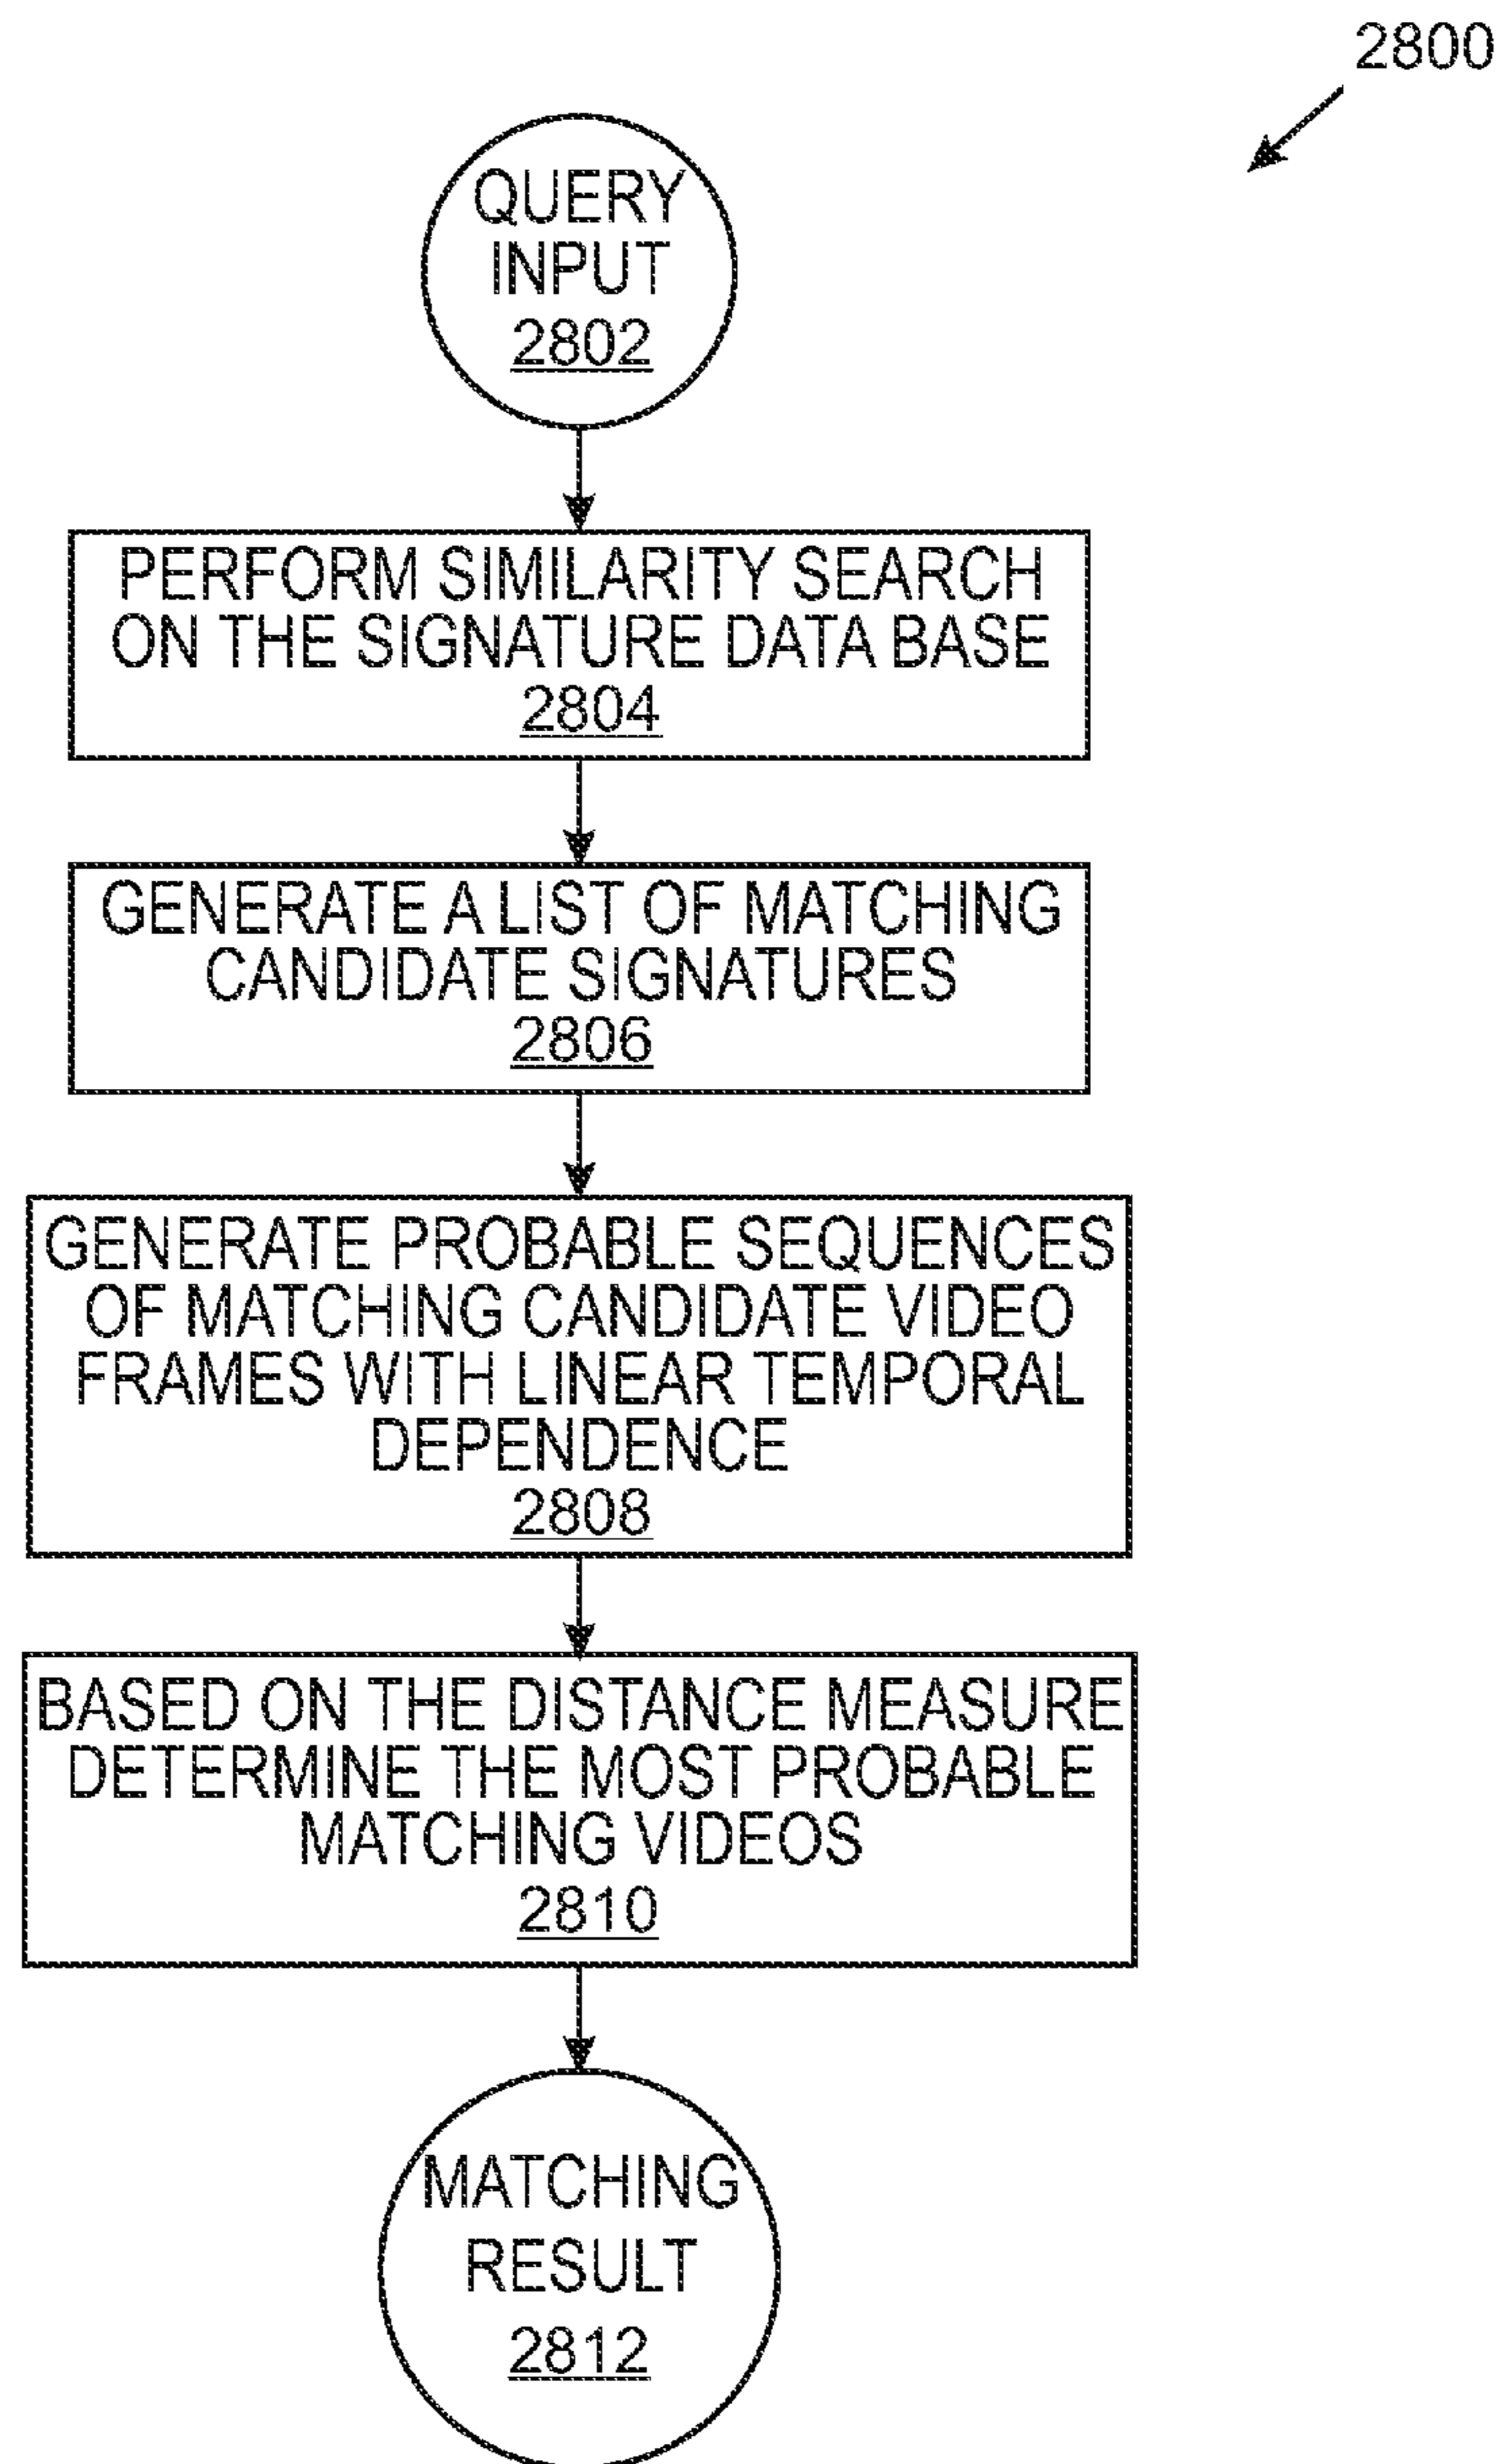 2800
QUERY
INPUT
2802
PERFORM SIMILARITY SEARCH
ON THE SIGNATURE DATA BASE
2804
GENERATE A LIST OF MATCHING
CANDIDATE SIGNATURES
2806
GENERATE PROBABLE SEQUENCES
OF MATCHING CANDIDATE VIDEO
FRAMES WITH LINEAR TEMPORAL
DEPENDENCE
2808
BASED ON THE DISTANCE MEASURE
DETERMINE THE MOST PROBABLE
MATCHING VIDEOS
2810
MATCHING
RESULT
2812